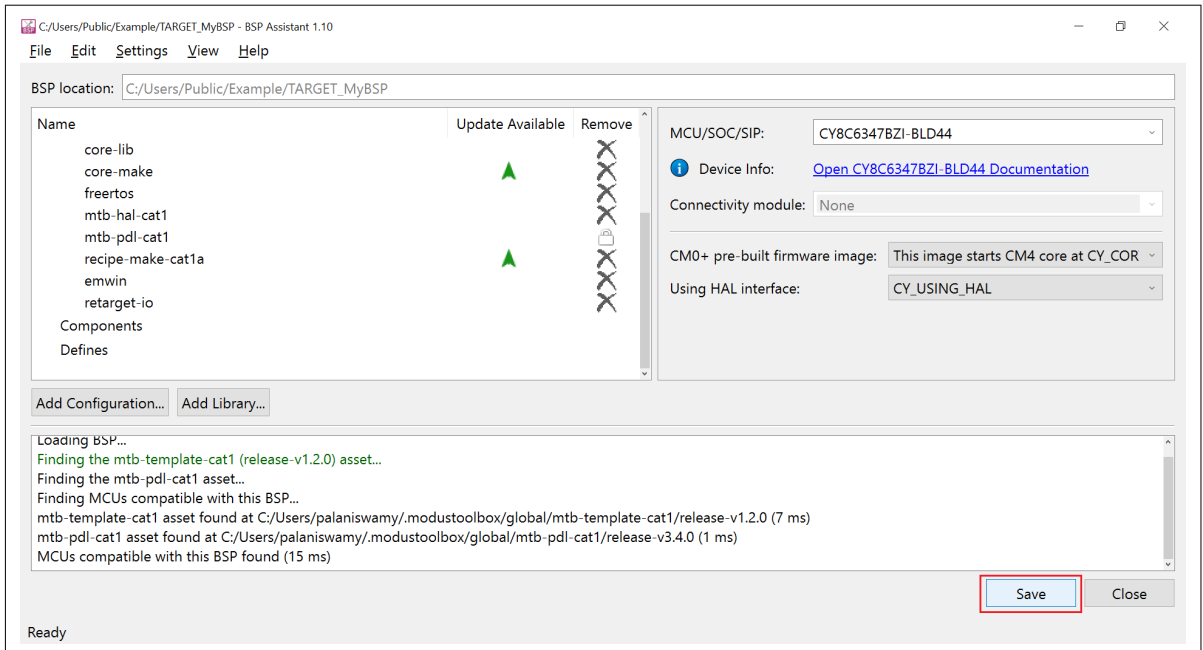 C:/Users/Public/Example/TARGET_MyBSP - BSP Assistant 1.10
File Edit Settings View Help
BSP location: C:/Users/Public/Example/TARGET_MyBSP
Name Update Available Remove
core-lib
core-make
freertos
mtb-hal-cat1
mtb-pdl-cat1
recipe-make-cat1a
emwin
retarget-io
Components
Defines
MCU/SOC/SIP: CY8C6347BZI-BLD44
Device Info: Open CY8C6347BZI-BLD44 Documentation
Connectivity module: None
CM0+ pre-built firmware image: This image starts CM4 core at CY_COR
Using HAL interface: CY_USING_HAL
Add Configuration... Add Library...
Loading BSP...
Finding the mtb-template-cat1 (release-v1.2.0) asset...
Finding the mtb-pdl-cat1 asset...
Finding MCUs compatible with this BSP...
mtb-template-cat1 asset found at C:/Users/palaniswamy/.modustoolbox/global/mtb-template-cat1/release-v1.2.0 (7 ms)
mtb-pdl-cat1 asset found at C:/Users/palaniswamy/.modustoolbox/global/mtb-pdl-cat1/release-v3.4.0 (1 ms)
MCUs compatible with this BSP found (15 ms)
Save Close
Ready